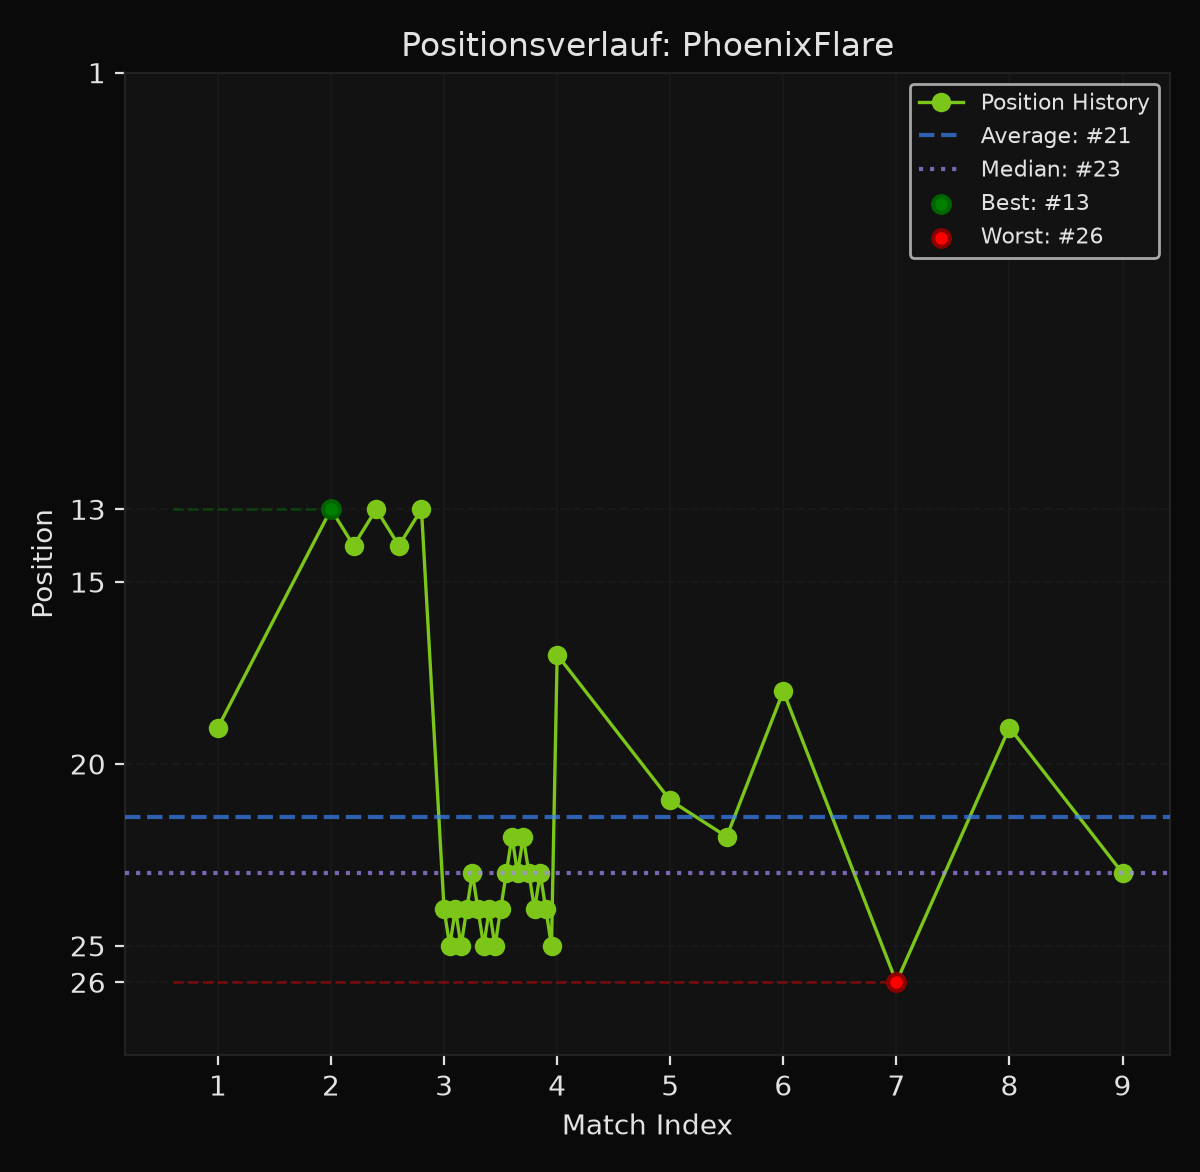 Positionsverlauf: PhoenixFlare
Position History
Average: #21
Median: #23
Best: #13
Worst: #26
Position
1
13
15
20
25
26
1 2 3 4 5 6 7 8 9
Match Index